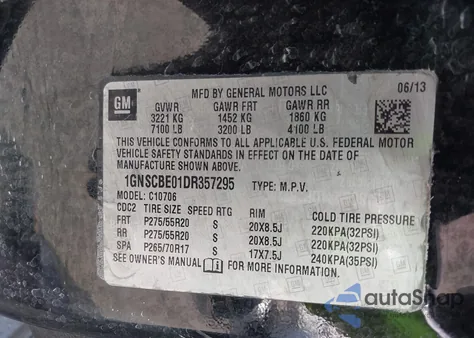 MFD BY GENERAL MOTORS LLC 06/13
GM GVWR GAWR FRT GAWR RR
3221 KG 1452 KG 1860 KG
7100 LB 3200 LB 4100 LB
THIS VEHICLE CONFORMS TO ALL APPLICABLE U.S. FEDERAL MOTOR
VEHICLE SAFETY STANDARDS IN EFFECT ON THE DATE OF
MANUFACTURE SHOWN ABOVE.
1GNSCBE01DR357295 TYPE: M.P.V.
MODEL: C10706
CDC2 TIRE SIZE SPEED RTG RIM COLD TIRE PRESSURE
FRT P275/55R20 S 20X8.5J 220KPA(32PSI)
RR P275/55R20 S 20X8.5J 220KPA(32PSI)
SPA P265/70R17 S 17X7.5J 240KPA(35PSI)
SEE OWNER'S MANUAL FOR MORE INFORMATION.
autoShop